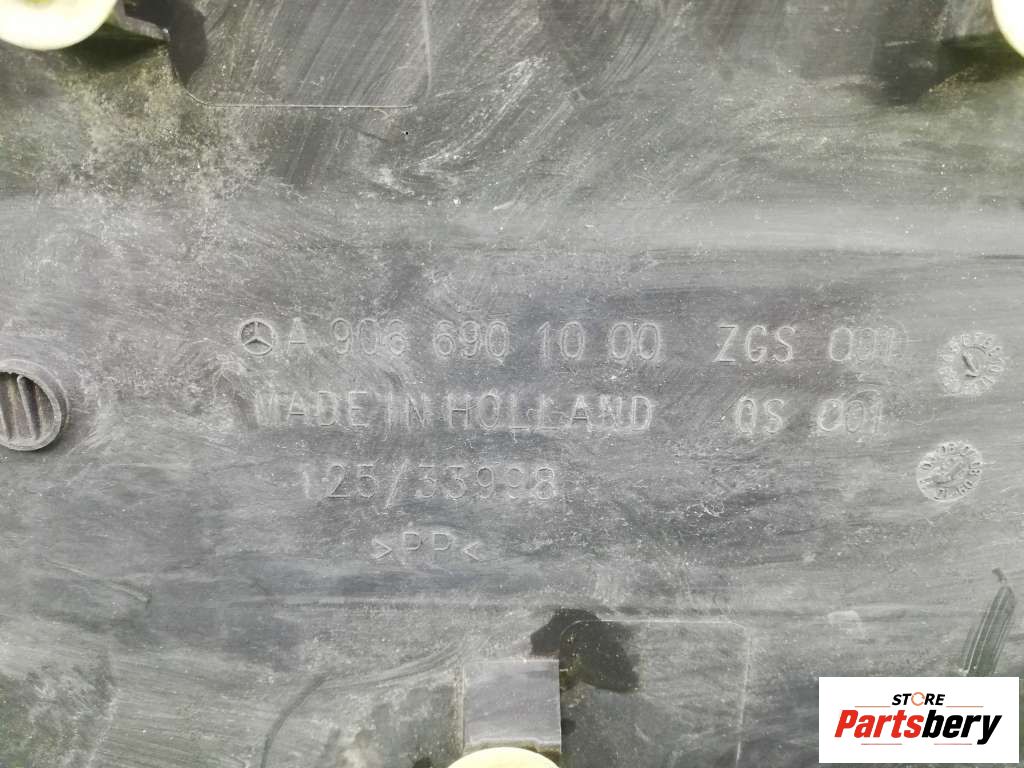 A 906 690 10 00 ZGS 001
MADE IN HOLLAND QS 001
125/33998
>PP<
STORE
Partsbery